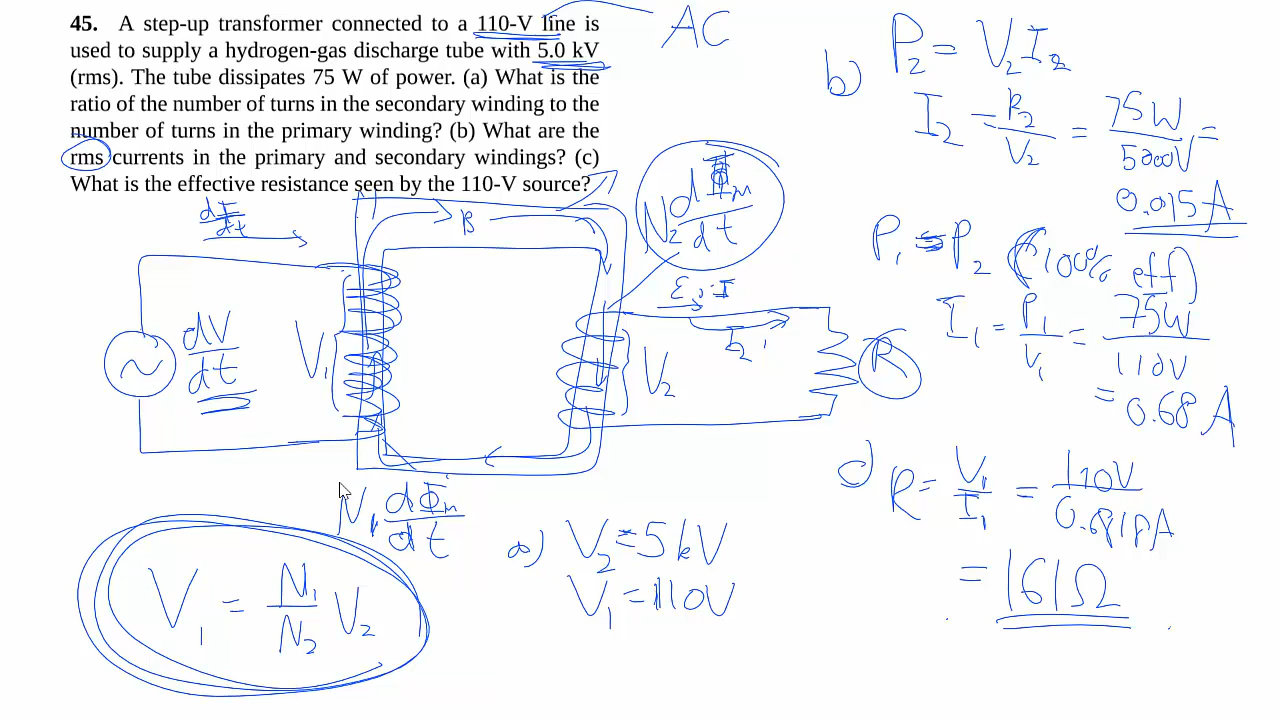 45. A step-up transformer connected to a 110-V line is
used to supply a hydrogen-gas discharge tube with 5.0 kV
(rms). The tube dissipates 75 W of power. (a) What is the
ratio of the number of turns in the secondary winding to the
number of turns in the primary winding? (b) What are the
rms currents in the primary and secondary windings? (c)
What is the effective resistance seen by the 110-V source?
AC
b) P₂ = V₂I₂
I₂ = P₂/V₂ = 75W/5000V =
0.015A
P₁ = P₂ (100% eff)
I₁ = P₁/V₁ = 75W/110V
= 0.68 A
c) R = V₁/I₁ = 110V/0.6818A
= 161Ω
B
N₂ dΦₘ/dt
dV/dt
V₁
V₂
I₂
R
N₁ dΦₘ/dt
a) V₂ = 5kV
V₁ = 110V
V₁ = N₁/N₂ V₂